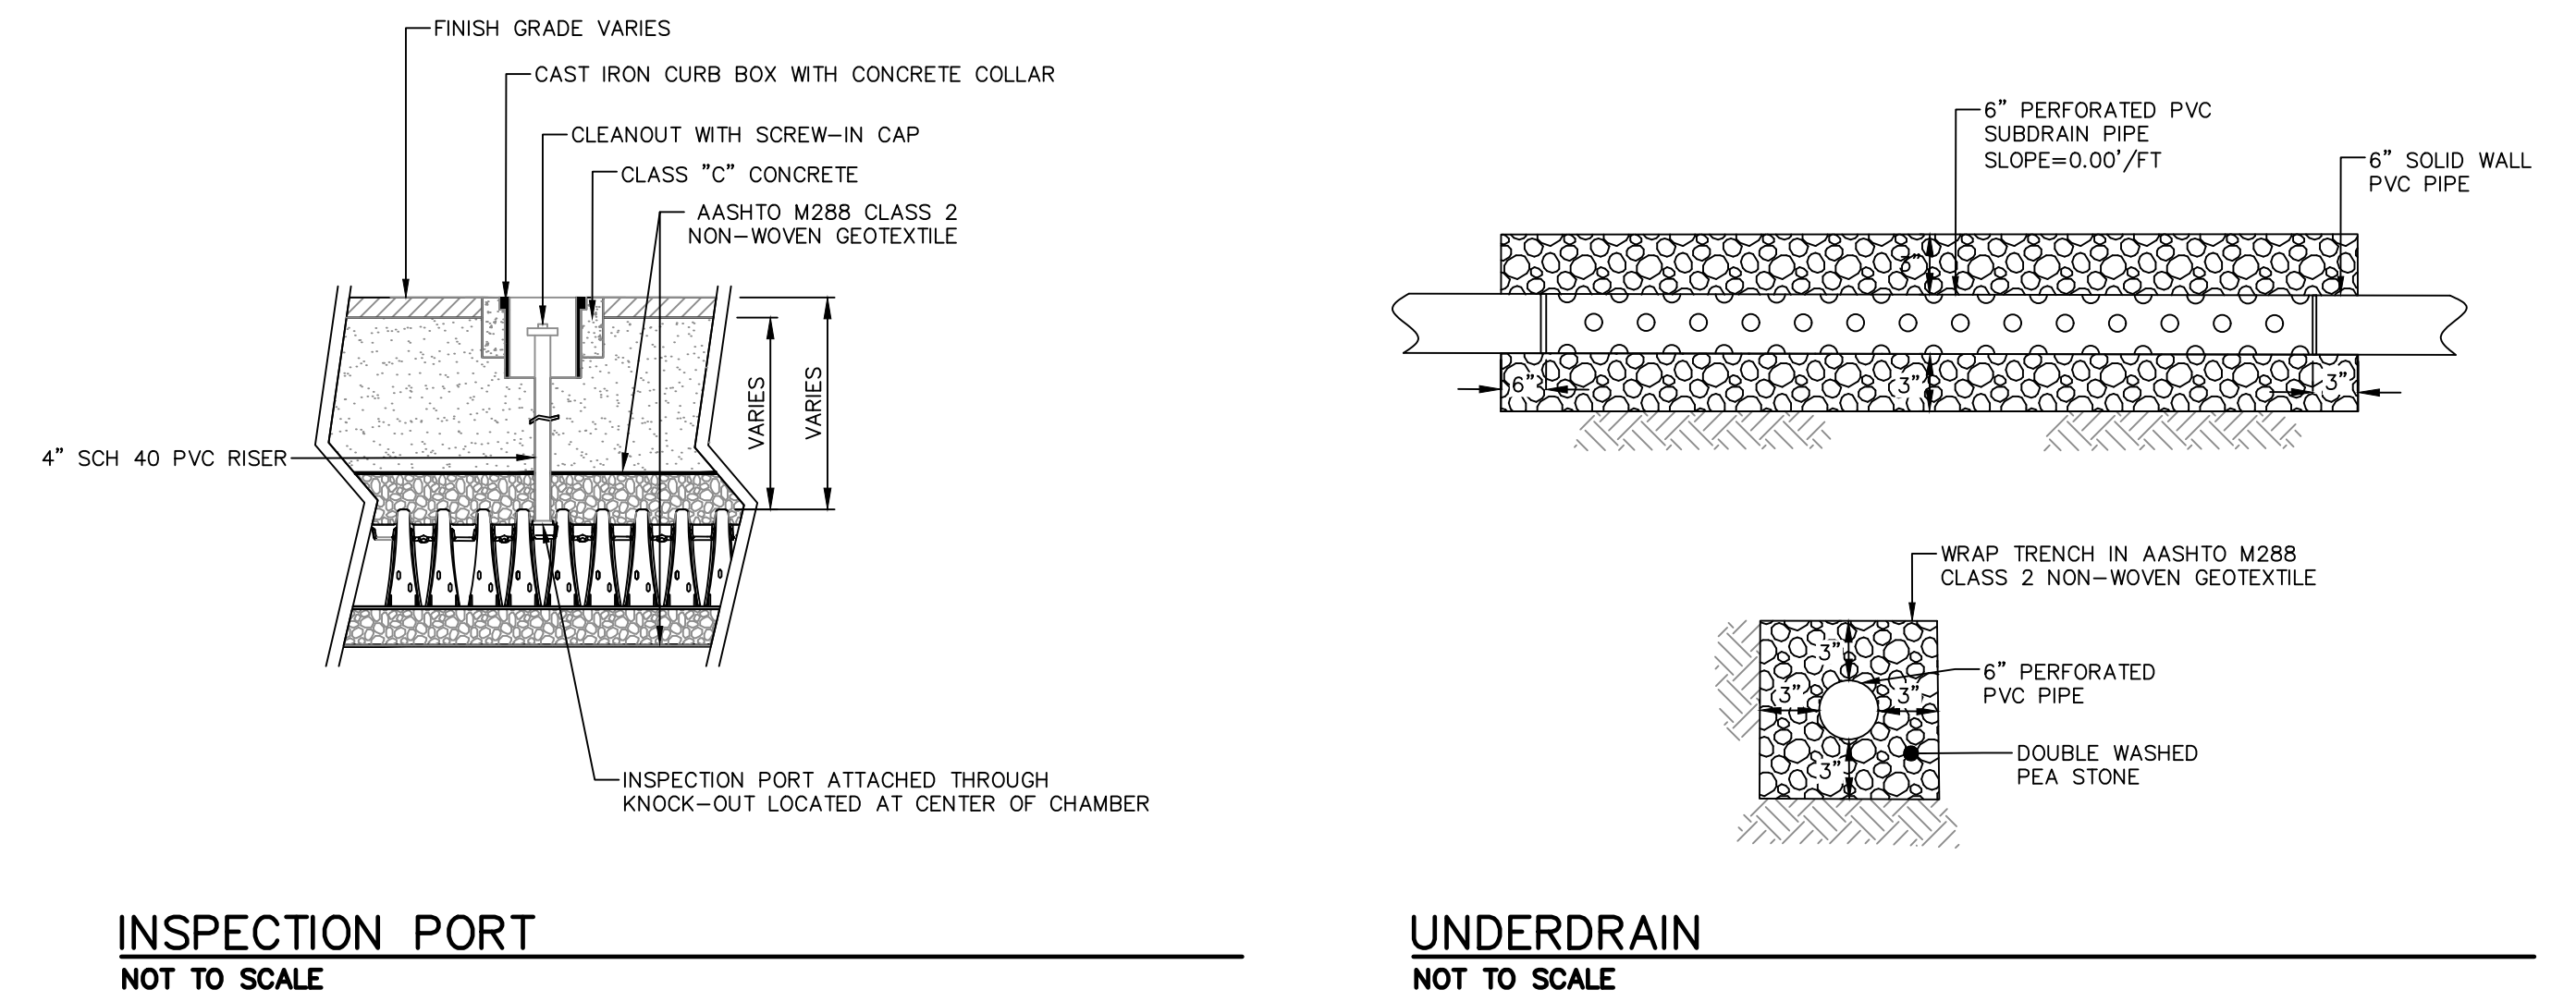 FINISH GRADE VARIES
CAST IRON CURB BOX WITH CONCRETE COLLAR
CLEANOUT WITH SCREW-IN CAP
CLASS "C" CONCRETE
AASHTO M288 CLASS 2
NON-WOVEN GEOTEXTILE
VARIES
VARIES
4" SCH 40 PVC RISER
INSPECTION PORT ATTACHED THROUGH
KNOCK-OUT LOCATED AT CENTER OF CHAMBER
INSPECTION PORT
NOT TO SCALE
6" PERFORATED PVC
SUBDRAIN PIPE
SLOPE=0.00'/FT
6" SOLID WALL
PVC PIPE
3"
6"
3"
3"
WRAP TRENCH IN AASHTO M288
CLASS 2 NON-WOVEN GEOTEXTILE
3"
6" PERFORATED
PVC PIPE
3"
3"
DOUBLE WASHED
PEA STONE
3"
UNDERDRAIN
NOT TO SCALE